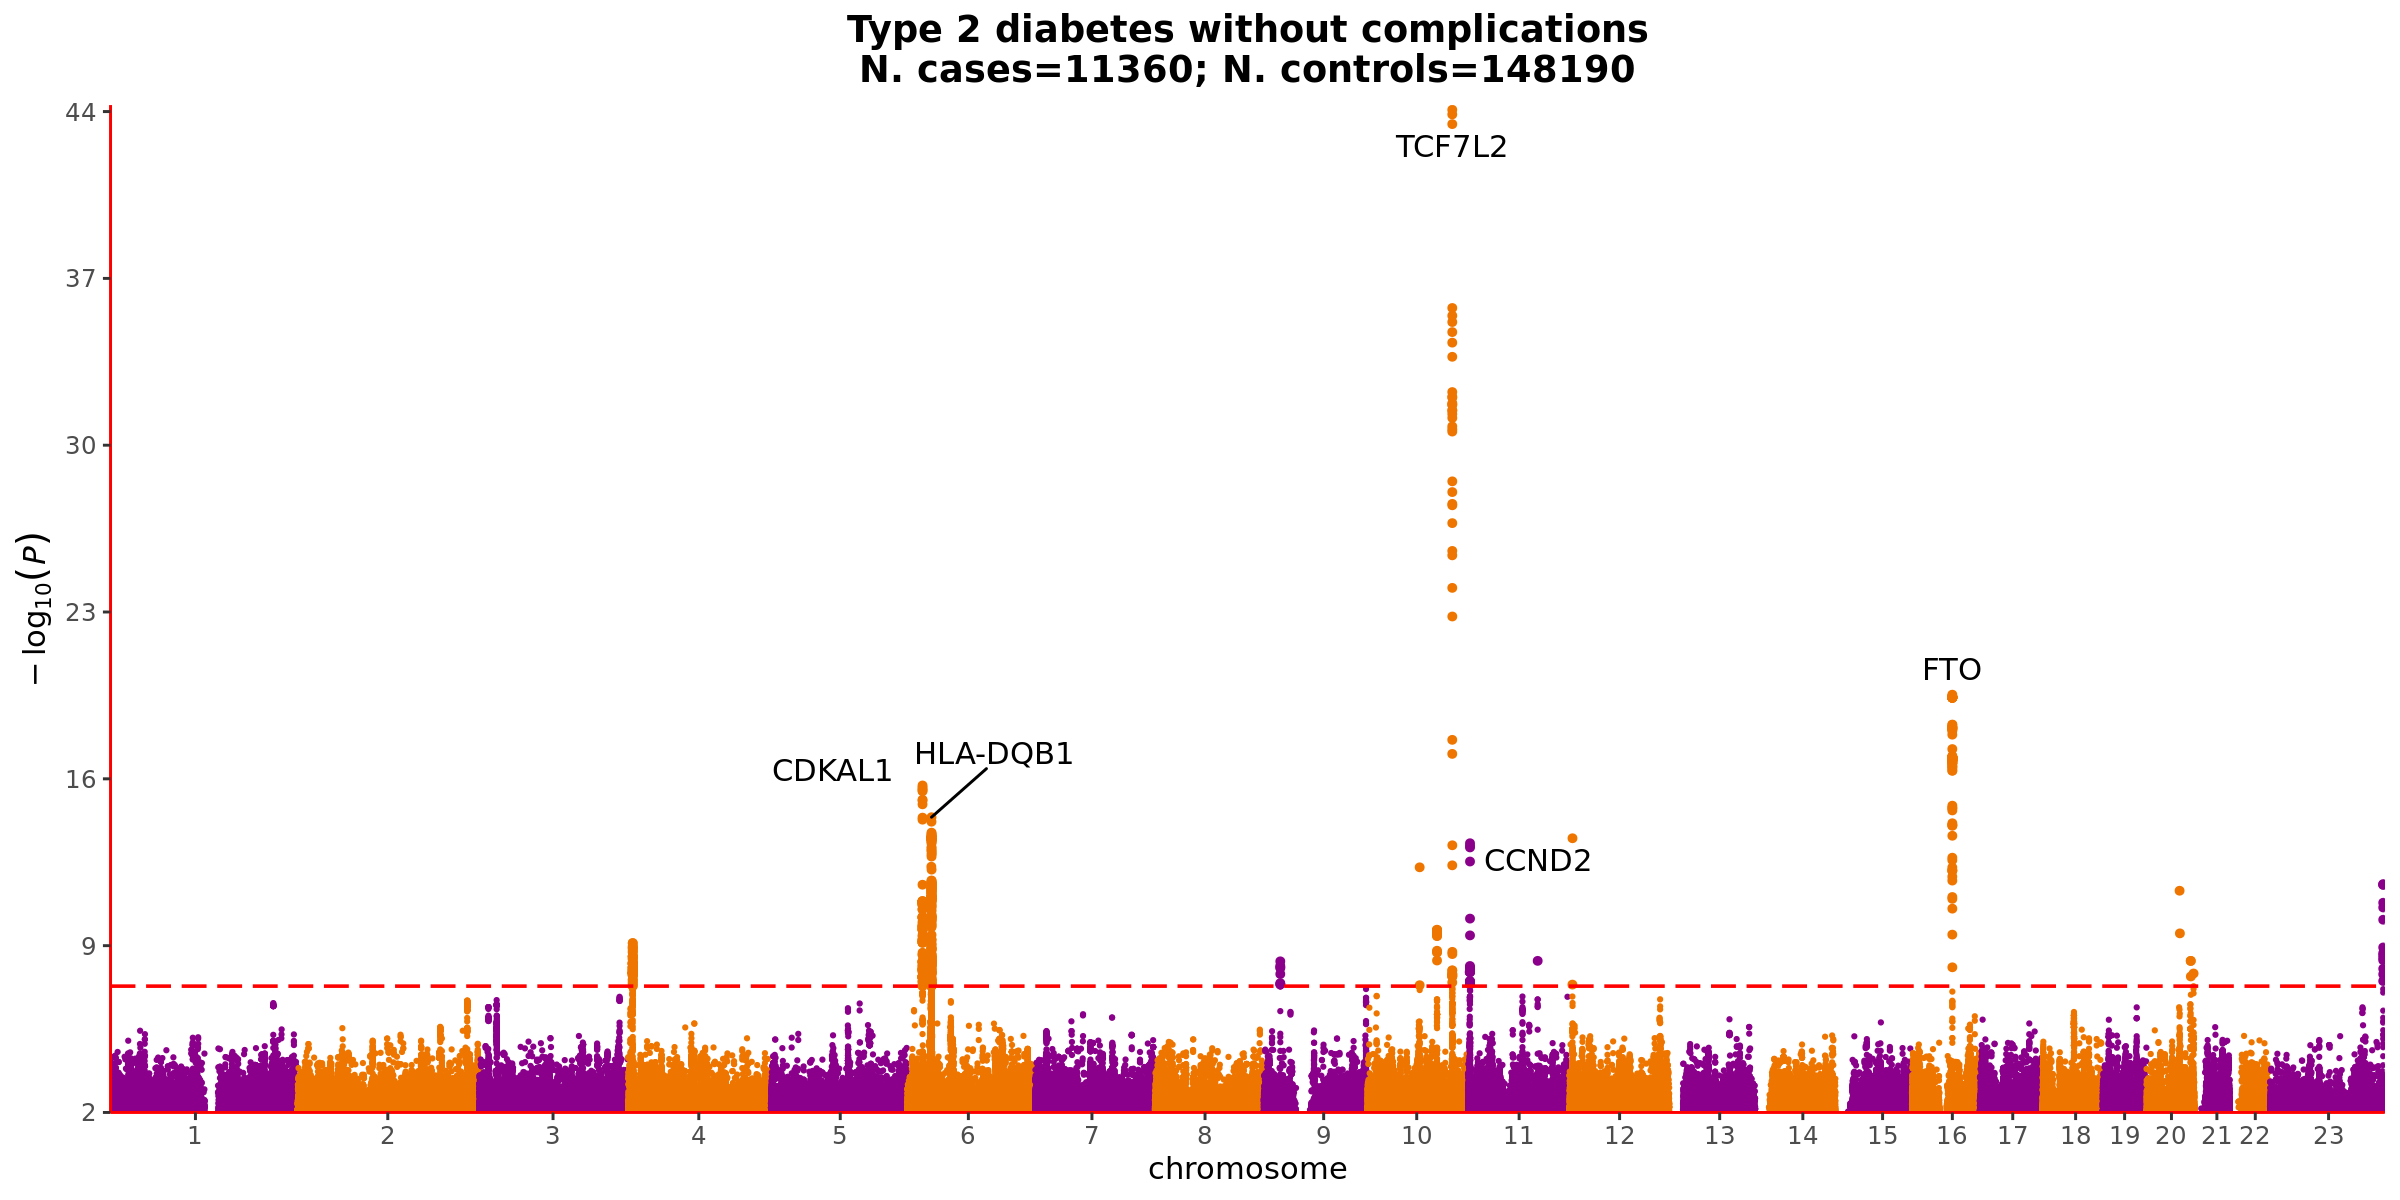 Type 2 diabetes without complications
N. cases=11360; N. controls=148190
44
TCF7L2
37
30
23
FTO
HLA-DQB1
CDKAL1
16
CCND2
9
2
− log10(P)
1 2 3 4 5 6 7 8 9 10 11 12 13 14 15 16 17 18 19 20 21 22 23
chromosome